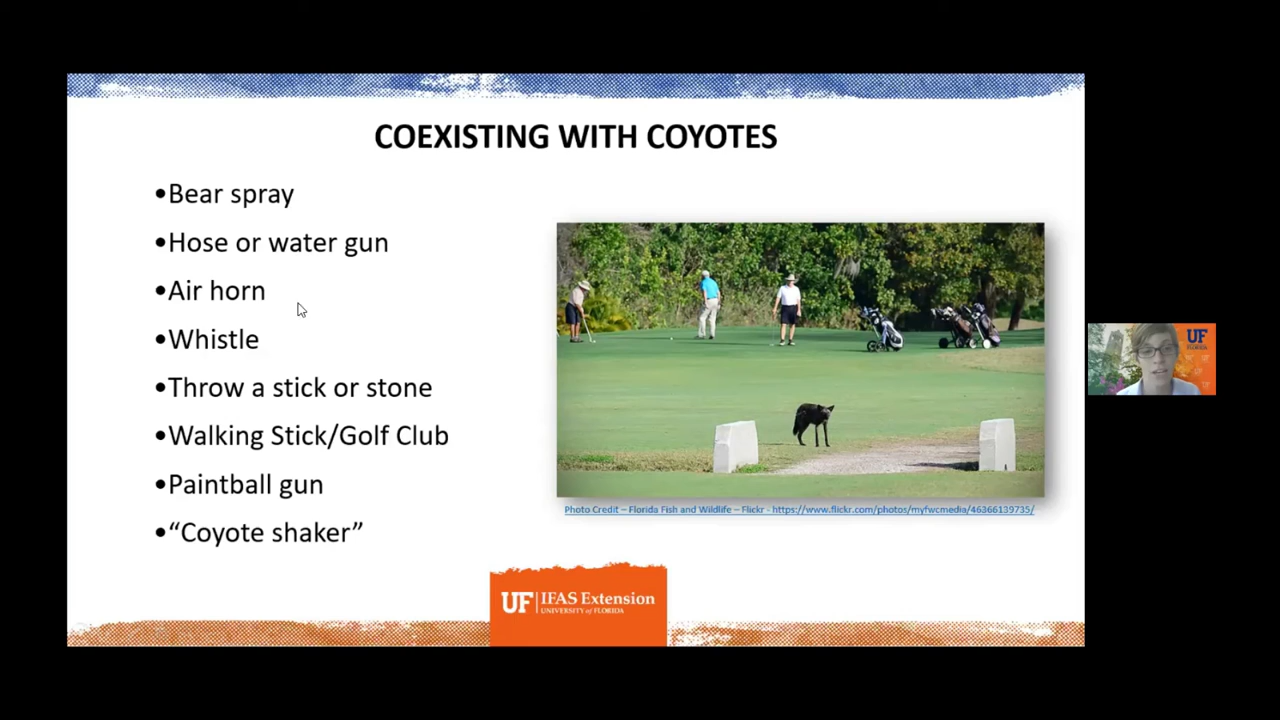 COEXISTING WITH COYOTES
•Bear spray
•Hose or water gun
•Air horn
•Whistle
•Throw a stick or stone
•Walking Stick/Golf Club
•Paintball gun
•“Coyote shaker”
Photo Credit – Florida Fish and Wildlife – Flickr - https://www.flickr.com/photos/myfwcmedia/46366139735/
UF IFAS Extension
UNIVERSITY of FLORIDA
UF
FLORIDA